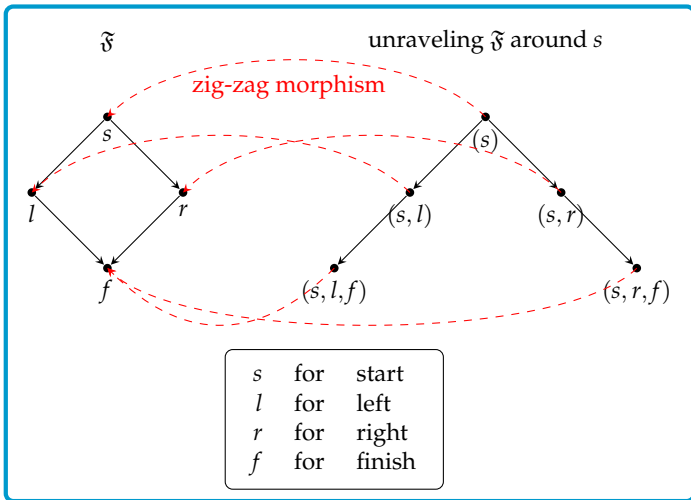 𝔉 unraveling 𝔉 around s
zig-zag morphism
s (s)
l r (s, l) (s, r)
f (s, l, f) (s, r, f)
s for start
l for left
r for right
f for finish